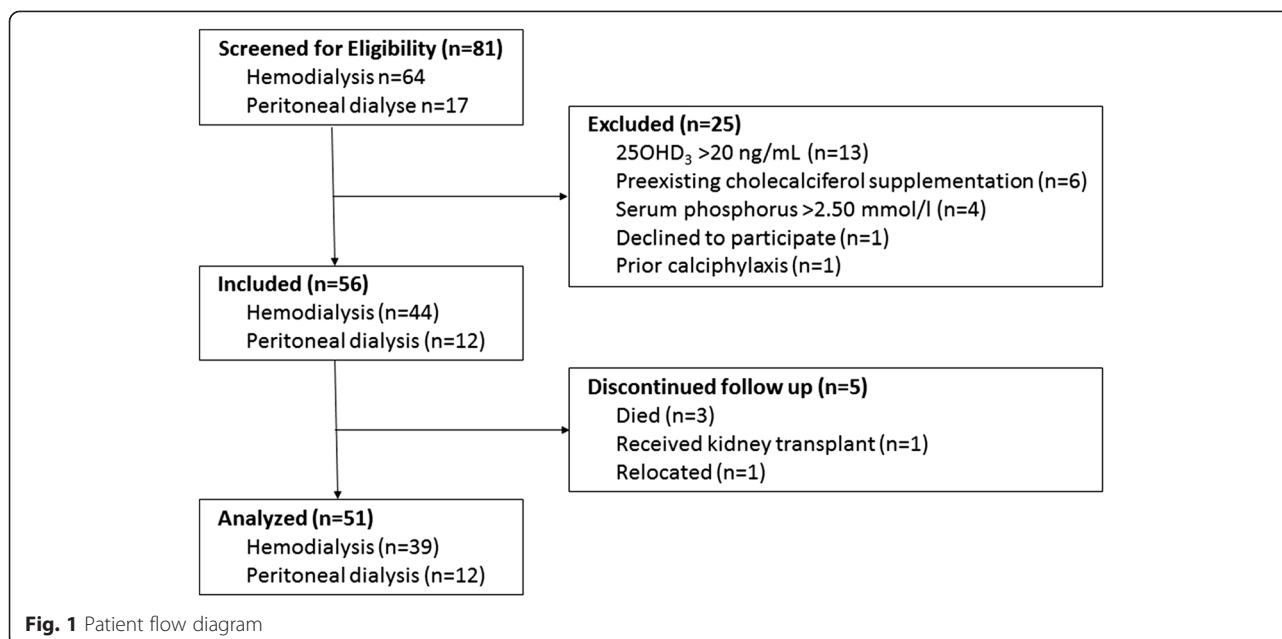 Screened for Eligibility (n=81)
Hemodialysis n=64
Peritoneal dialyse n=17
Excluded (n=25)
25OHD₃ >20 ng/mL (n=13)
Preexisting cholecalciferol supplementation (n=6)
Serum phosphorus >2.50 mmol/l (n=4)
Declined to participate (n=1)
Prior calciphylaxis (n=1)
Included (n=56)
Hemodialysis (n=44)
Peritoneal dialysis (n=12)
Discontinued follow up (n=5)
Died (n=3)
Received kidney transplant (n=1)
Relocated (n=1)
Analyzed (n=51)
Hemodialysis (n=39)
Peritoneal dialysis (n=12)
Fig. 1 Patient flow diagram